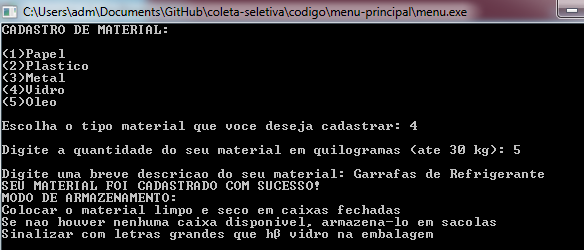 C:\Users\adm\Documents\GitHub\coleta-seletiva\codigo\menu-principal\menu.exe
CADASTRO DE MATERIAL:
(1)Papel
(2)Plastico
(3)Metal
(4)Vidro
(5)Oleo
Escolha o tipo material que voce deseja cadastrar: 4
Digite a quantidade do seu material em quilogramas (ate 30 kg): 5
Digite uma breve descricao do seu material: Garrafas de Refrigerante
SEU MATERIAL FOI CADASTRADO COM SUCESSO!
MODO DE ARMAZENAMENTO:
Colocar o material limpo e seco em caixas fechadas
Se nao houver nenhuma caixa disponivel, armazena-lo em sacolas
Sinalizar com letras grandes que hβ vidro na embalagem